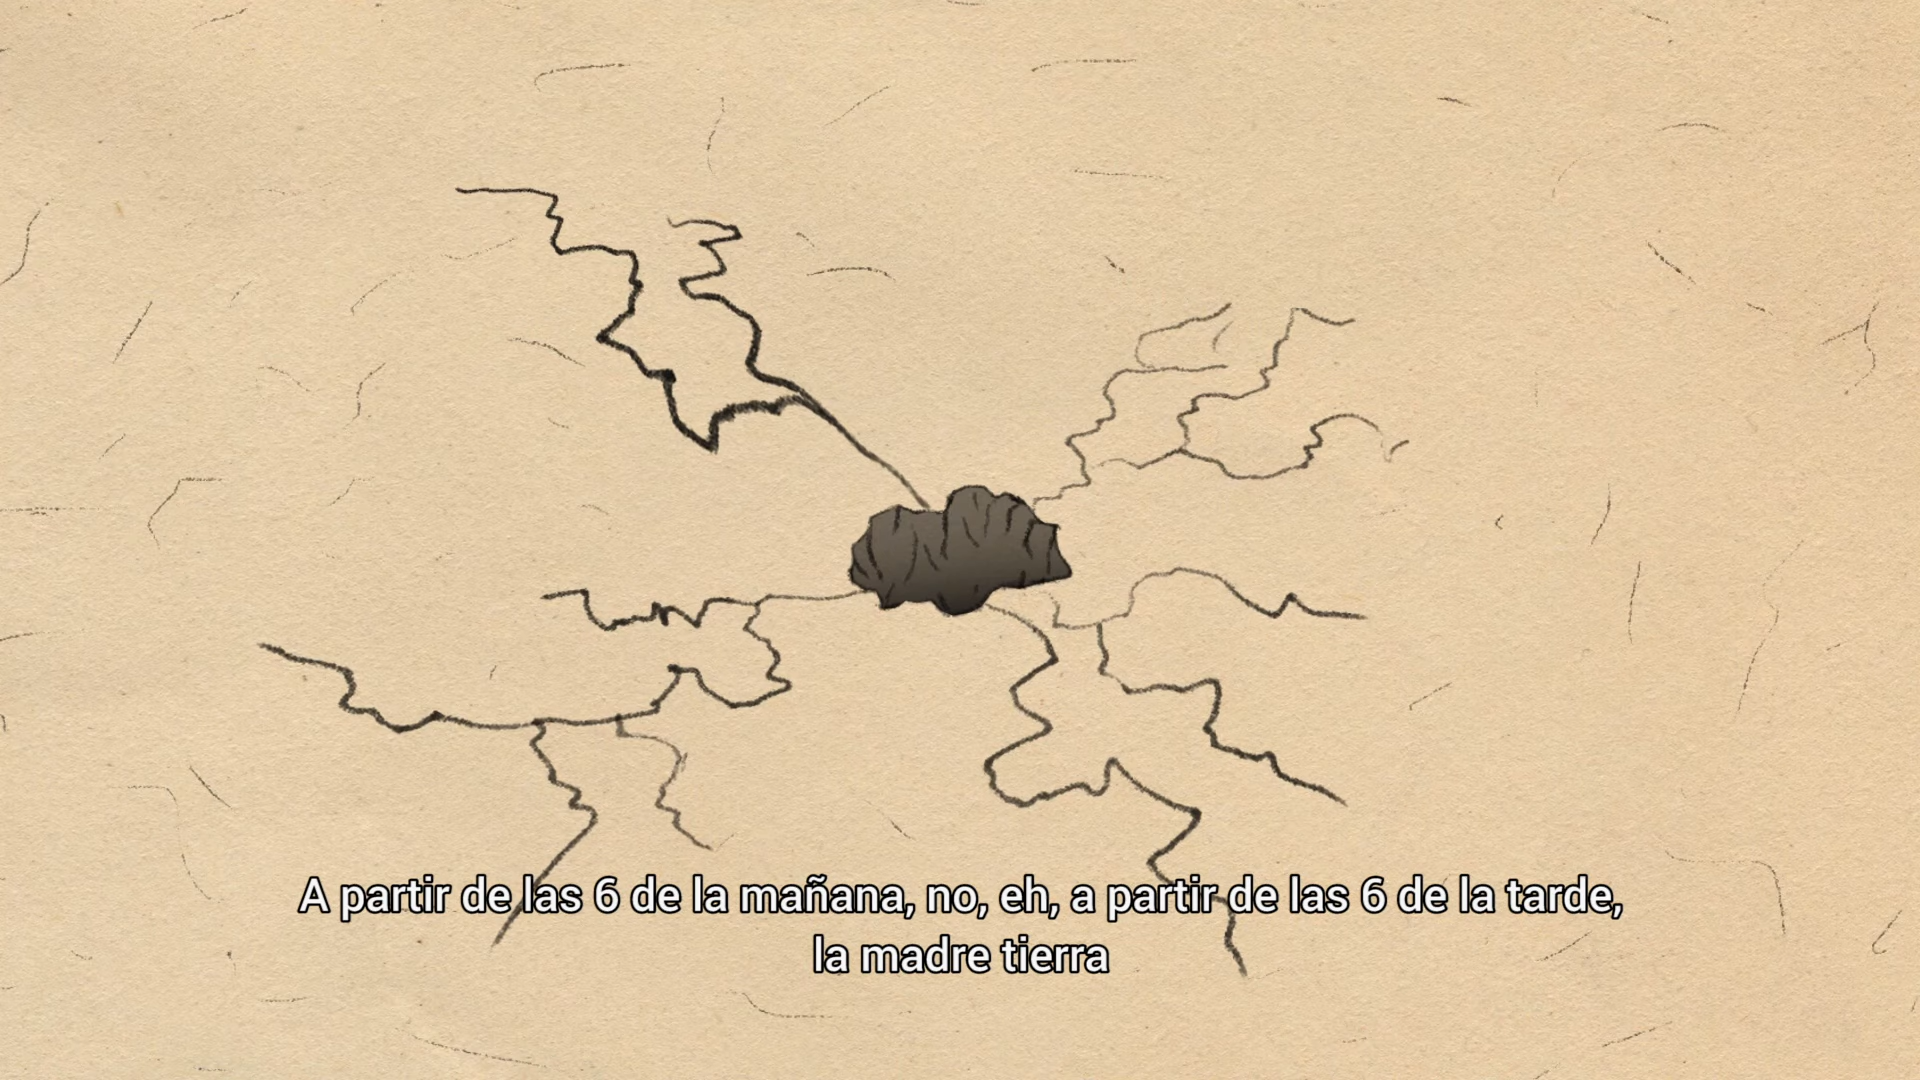 A partir de las 6 de la mañana, no, eh, a partir de las 6 de la tarde,
la madre tierra